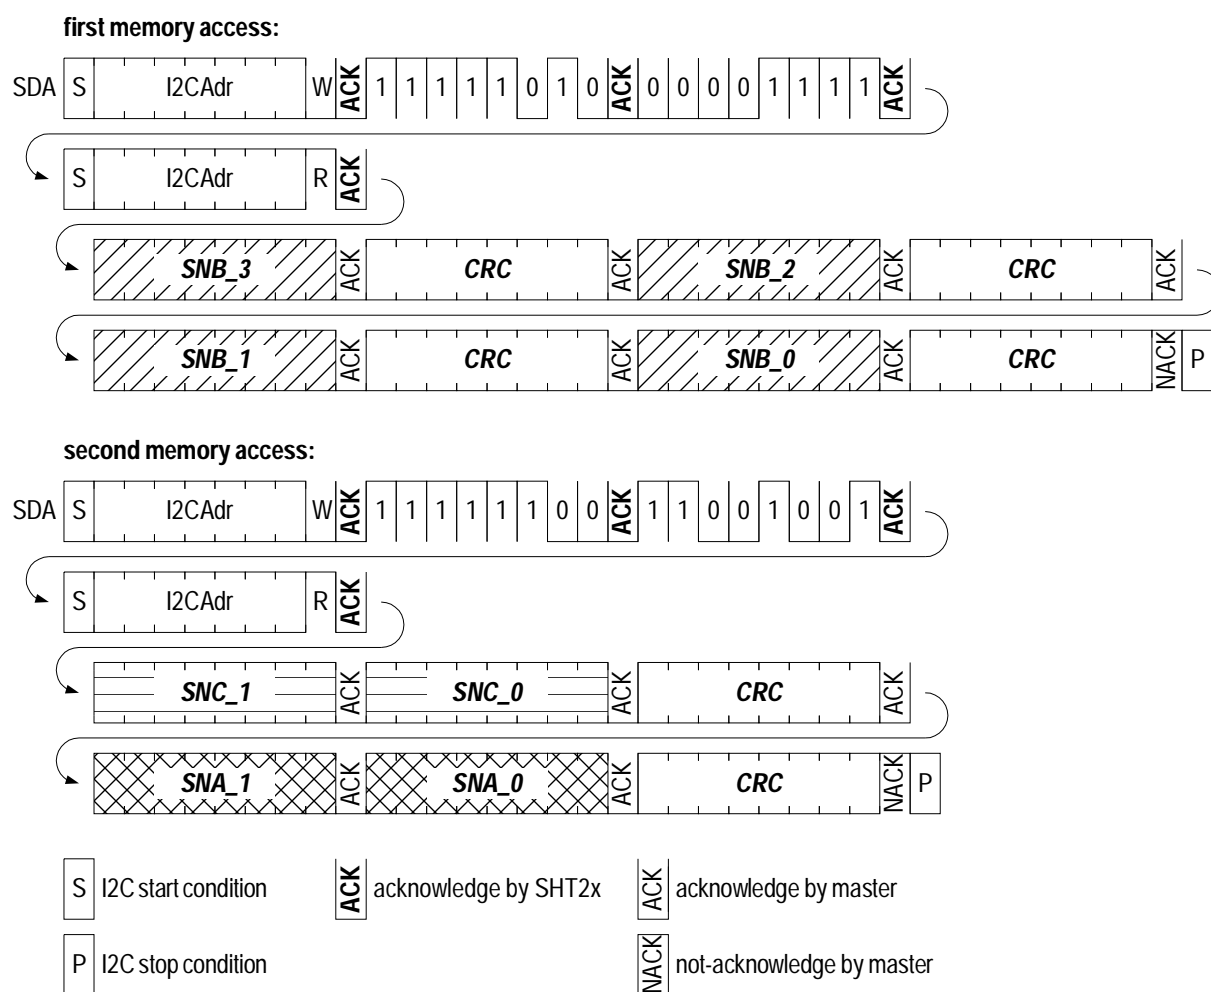 first memory access:
SDA S I2CAdr W ACK 1 1 1 1 1 0 1 0 ACK 0 0 0 0 1 1 1 1 ACK
S I2CAdr R ACK
SNB_3 ACK CRC ACK SNB_2 ACK CRC ACK
SNB_1 ACK CRC ACK SNB_0 ACK CRC NACK P
second memory access:
SDA S I2CAdr W ACK 1 1 1 1 1 1 0 0 ACK 1 1 0 0 1 0 0 1 ACK
S I2CAdr R ACK
SNC_1 ACK SNC_0 ACK CRC ACK
SNA_1 ACK SNA_0 ACK CRC NACK P
S I2C start condition ACK acknowledge by SHT2x ACK acknowledge by master
P I2C stop condition NACK not-acknowledge by master